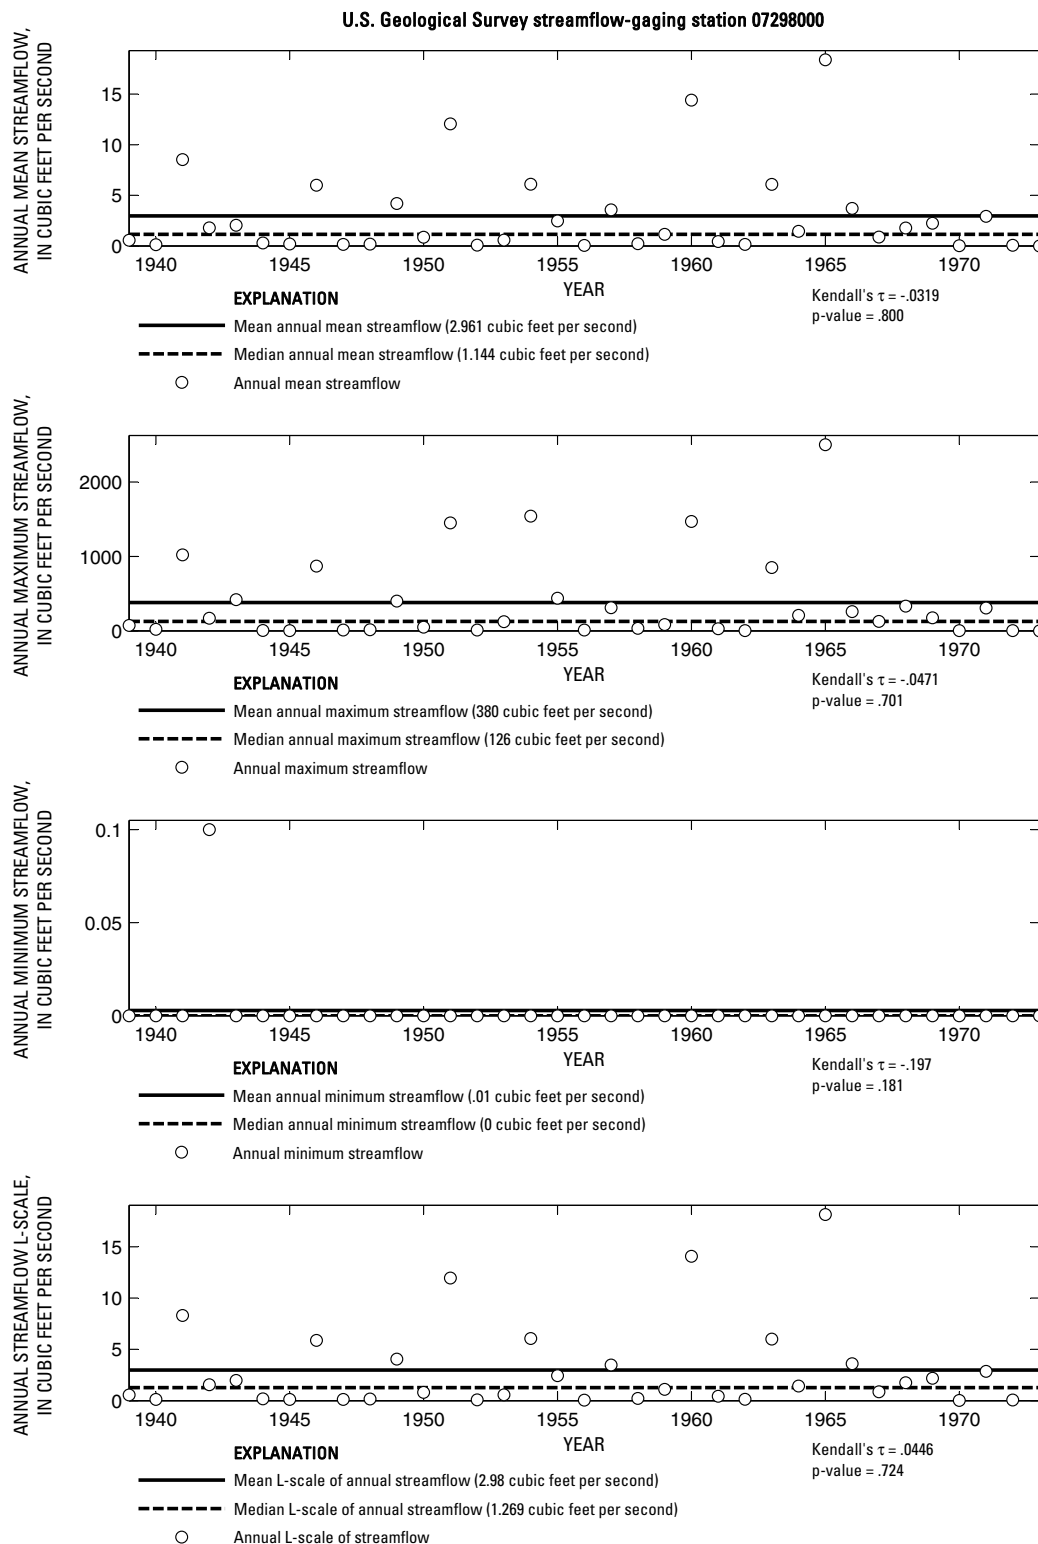 U.S. Geological Survey streamflow-gaging station 07298000
ANNUAL MEAN STREAMFLOW,
IN CUBIC FEET PER SECOND
15
10
5
0
1940 1945 1950 1955 1960 1965 1970
YEAR
Kendall's τ = -.0319
p-value = .800
EXPLANATION
Mean annual mean streamflow (2.961 cubic feet per second)
Median annual mean streamflow (1.144 cubic feet per second)
Annual mean streamflow
ANNUAL MAXIMUM STREAMFLOW,
IN CUBIC FEET PER SECOND
2000
1000
0
1940 1945 1950 1955 1960 1965 1970
YEAR
Kendall's τ = -.0471
p-value = .701
EXPLANATION
Mean annual maximum streamflow (380 cubic feet per second)
Median annual maximum streamflow (126 cubic feet per second)
Annual maximum streamflow
ANNUAL MINIMUM STREAMFLOW,
IN CUBIC FEET PER SECOND
0.1
0.05
0
1940 1945 1950 1955 1960 1965 1970
YEAR
Kendall's τ = -.197
p-value = .181
EXPLANATION
Mean annual minimum streamflow (.01 cubic feet per second)
Median annual minimum streamflow (0 cubic feet per second)
Annual minimum streamflow
ANNUAL STREAMFLOW L-SCALE,
IN CUBIC FEET PER SECOND
15
10
5
0
1940 1945 1950 1955 1960 1965 1970
YEAR
Kendall's τ = .0446
p-value = .724
EXPLANATION
Mean L-scale of annual streamflow (2.98 cubic feet per second)
Median L-scale of annual streamflow (1.269 cubic feet per second)
Annual L-scale of streamflow